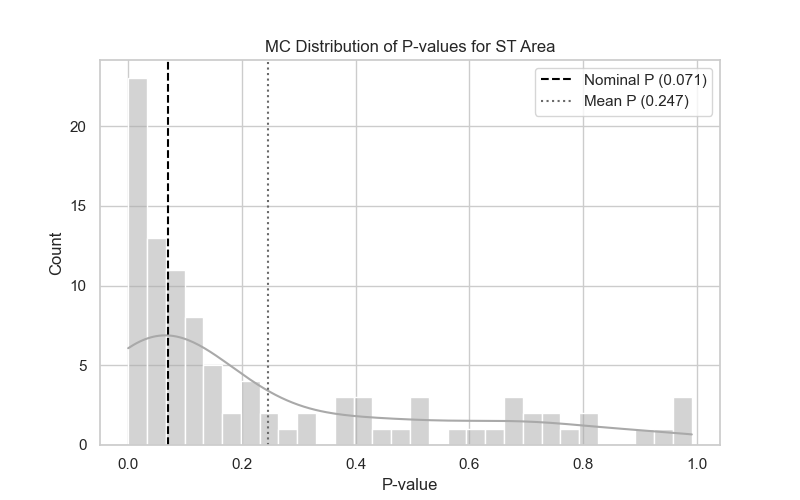 MC Distribution of P-values for ST Area
Nominal P (0.071)
Mean P (0.247)
Count
20
15
10
5
0
0.0 0.2 0.4 0.6 0.8 1.0
P-value